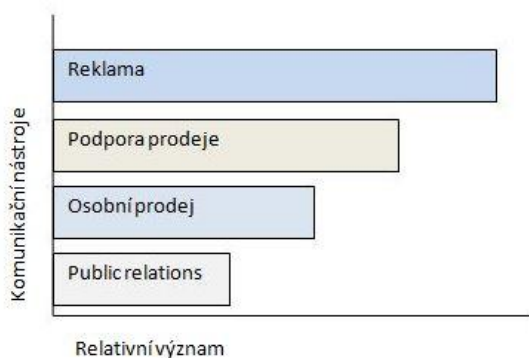 Komunikační nástroje
Reklama
Podpora prodeje
Osobní prodej
Public relations
Relativní význam